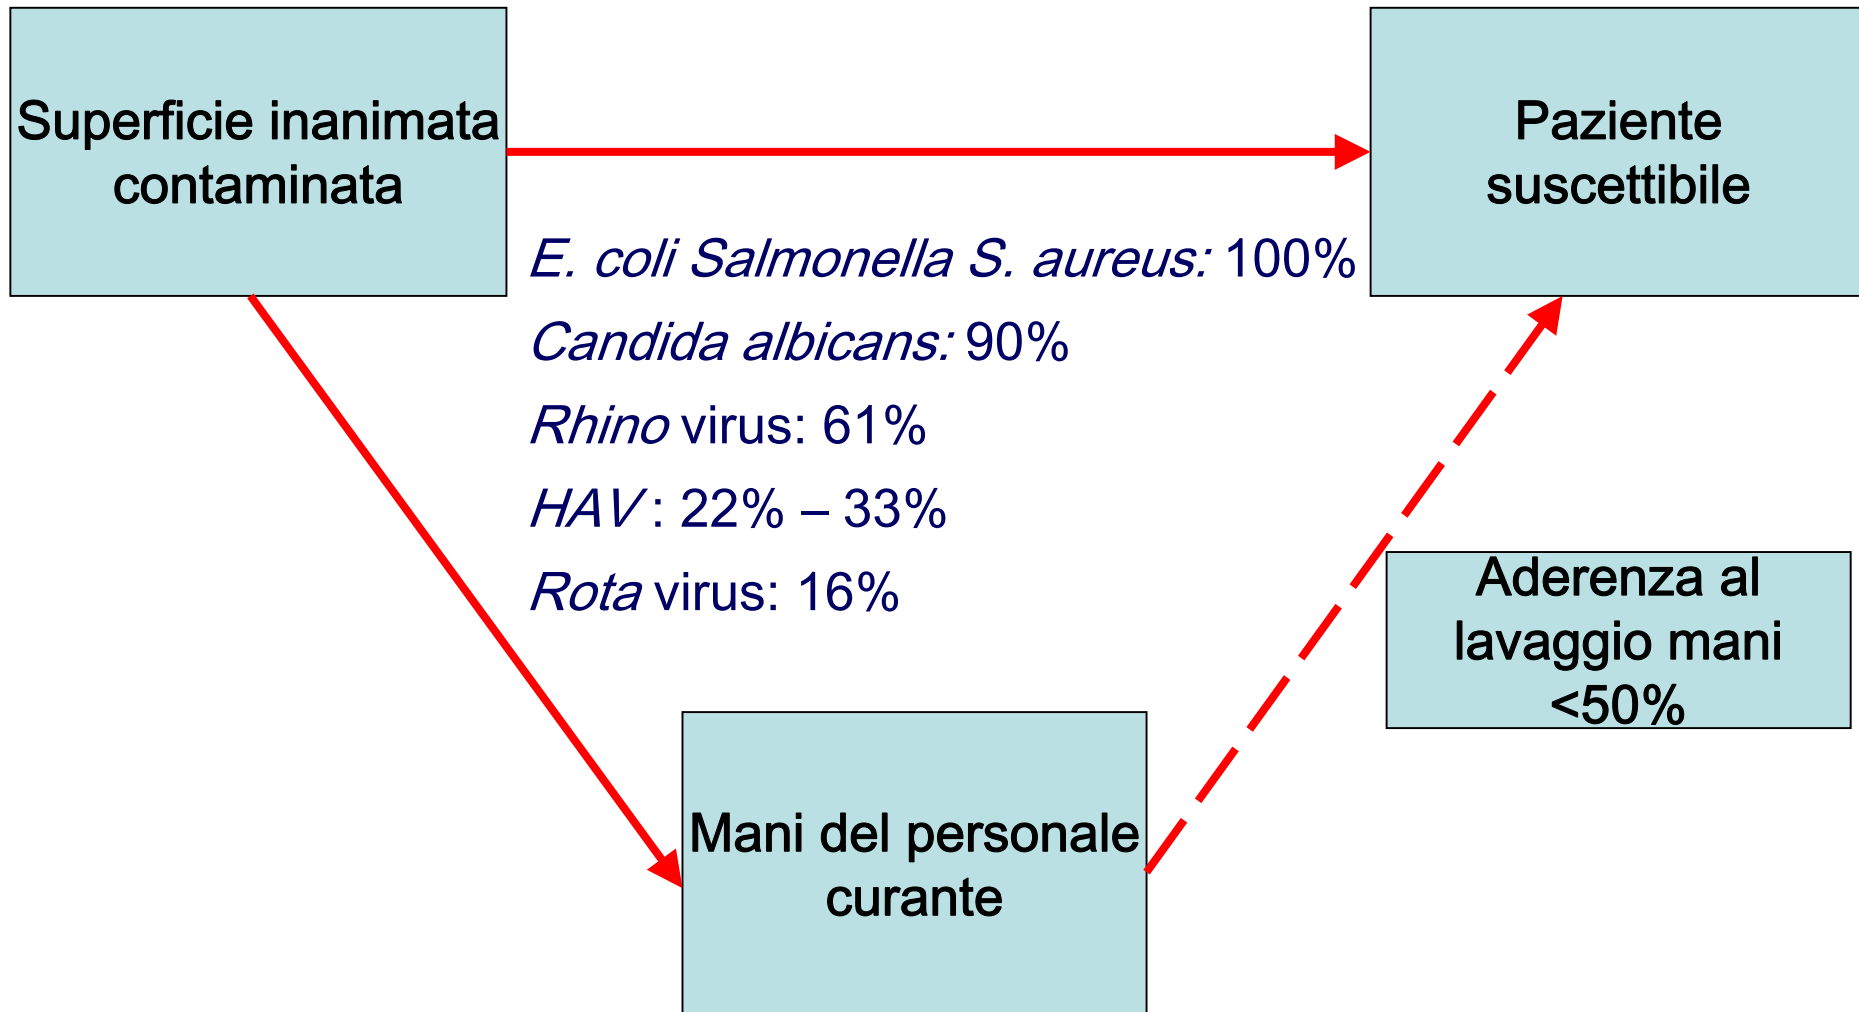 Superficie inanimata
contaminata
Paziente
suscettibile
E. coli Salmonella S. aureus: 100%
Candida albicans: 90%
Rhino virus: 61%
HAV : 22% – 33%
Rota virus: 16%
Aderenza al
lavaggio mani
<50%
Mani del personale
curante